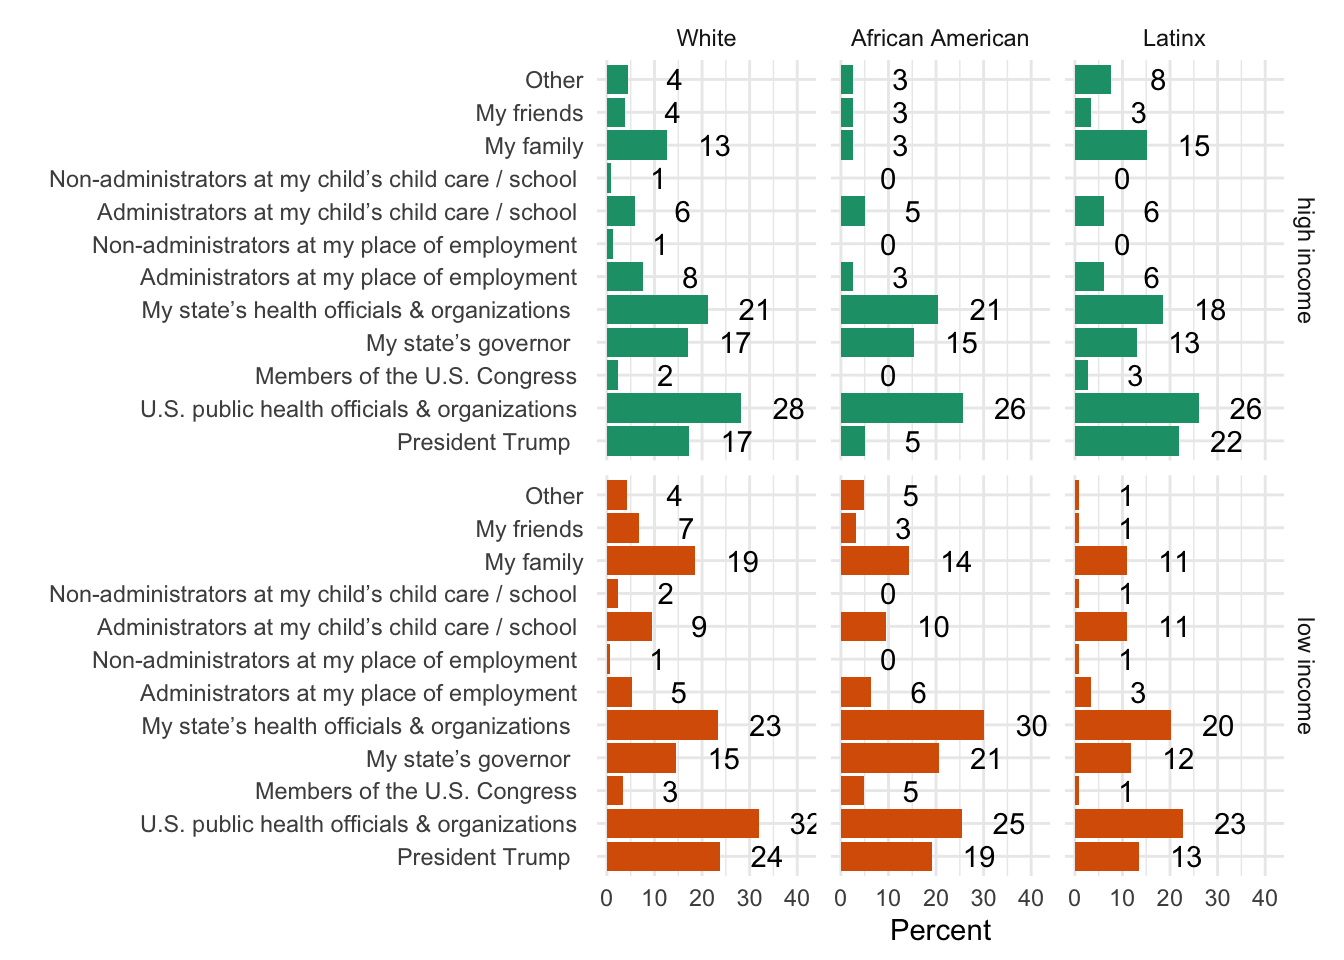 White African American Latinx
Other 4 3 8
My friends 4 3 3
My family 13 3 15
Non-administrators at my child’s child care / school 1 0 0
Administrators at my child’s child care / school 6 5 6
Non-administrators at my place of employment 1 0 0
Administrators at my place of employment 8 3 6
My state’s health officials & organizations 21 21 18
My state’s governor 17 15 13
Members of the U.S. Congress 2 0 3
U.S. public health officials & organizations 28 26 26
President Trump 17 5 22
high income
Other 4 5 1
My friends 7 3 1
My family 19 14 11
Non-administrators at my child’s child care / school 2 0 1
Administrators at my child’s child care / school 9 10 11
Non-administrators at my place of employment 1 0 1
Administrators at my place of employment 5 6 3
My state’s health officials & organizations 23 30 20
My state’s governor 15 21 12
Members of the U.S. Congress 3 5 1
U.S. public health officials & organizations 32 25 23
President Trump 24 19 13
low income
0 10 20 30 40 0 10 20 30 40 0 10 20 30 40
Percent